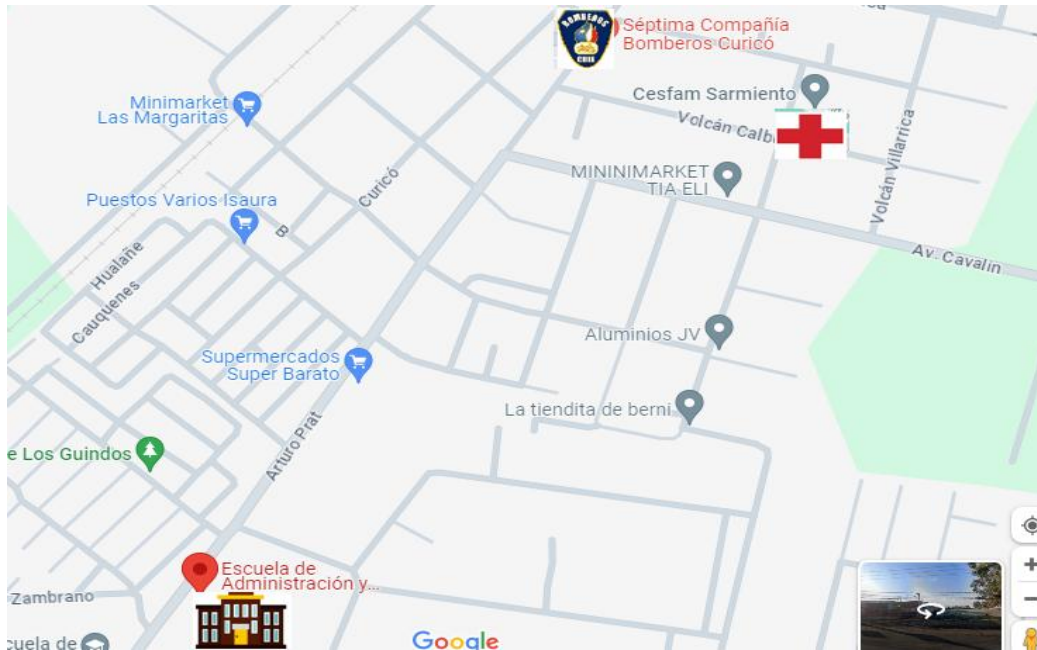 BOMBEROS
CHILE
Séptima Compañía
Bomberos Curicó
Cesfam Sarmiento
Minimarket
Las Margaritas
Volcán Calb
MININIMARKET
TIA ELI
Volcán Villarrica
Curicó
Puestos Varios Isaura
B
Hualañe
Av. Cavalin
Cauquenes
Aluminios JV
Supermercados
Super Barato
La tiendita de berni
e Los Guindos
Arturo Prat
Escuela de
Administración y...
Zambrano
cuela de
Google